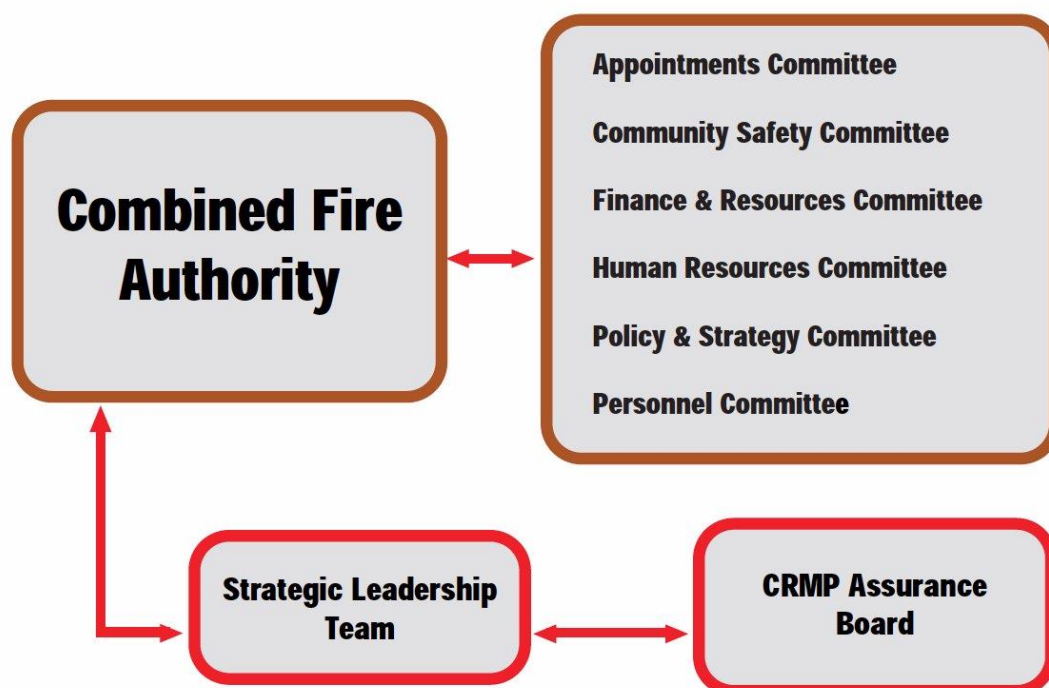 Combined Fire
Authority
Appointments Committee
Community Safety Committee
Finance & Resources Committee
Human Resources Committee
Policy & Strategy Committee
Personnel Committee
Strategic Leadership
Team
CRMP Assurance
Board